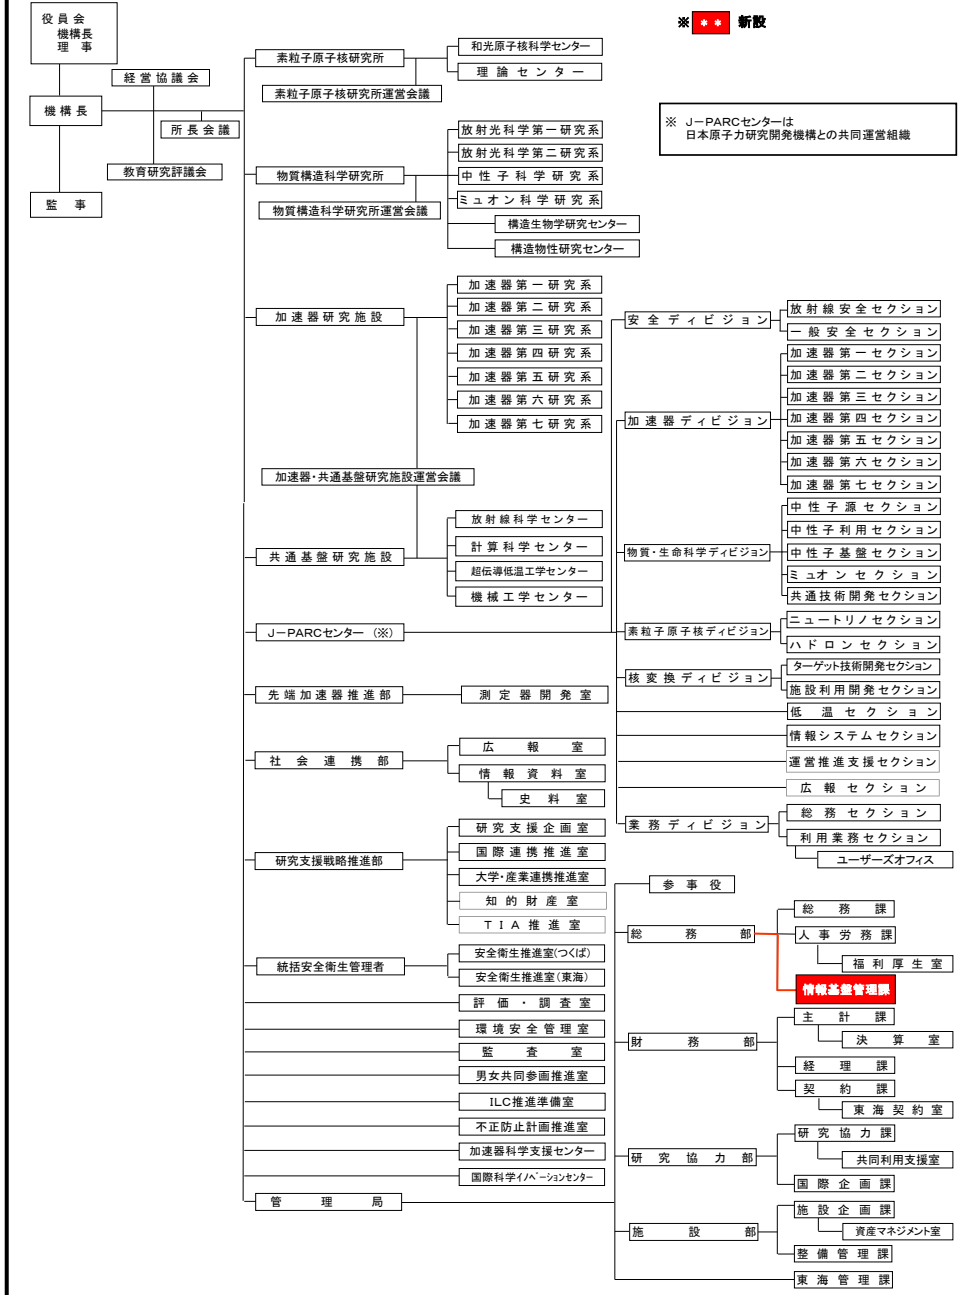 役員会
機構長
理　事
※ ＊＊ 新設
経営協議会
機構長
所長会議
教育研究評議会
監　事
※ J－PARCセンターは
日本原子力研究開発機構との共同運営組織
素粒子原子核研究所
素粒子原子核研究所運営会議
和光原子核科学センター
理論センター
物質構造科学研究所
物質構造科学研究所運営会議
放射光科学第一研究系
放射光科学第二研究系
中性子科学研究系
ミュオン科学研究系
構造生物学研究センター
構造物性研究センター
加速器研究施設
加速器第一研究系
加速器第二研究系
加速器第三研究系
加速器第四研究系
加速器第五研究系
加速器第六研究系
加速器第七研究系
加速器・共通基盤研究施設運営会議
共通基盤研究施設
放射線科学センター
計算科学センター
超伝導低温工学センター
機械工学センター
J－PARCセンター（※）
安全ディビジョン
放射線安全セクション
一般安全セクション
加速器ディビジョン
加速器第一セクション
加速器第二セクション
加速器第三セクション
加速器第四セクション
加速器第五セクション
加速器第六セクション
加速器第七セクション
物質・生命科学ディビジョン
中性子源セクション
中性子利用セクション
中性子基盤セクション
ミュオンセクション
共通技術開発セクション
素粒子原子核ディビジョン
ニュートリノセクション
ハドロンセクション
核変換ディビジョン
ターゲット技術開発セクション
施設利用開発セクション
低温セクション
情報システムセクション
運営推進支援セクション
広報セクション
業務ディビジョン
総務セクション
利用業務セクション
ユーザーズオフィス
先端加速器推進部
測定器開発室
社会連携部
広報室
情報資料室
史料室
研究支援戦略推進部
研究支援企画室
国際連携推進室
大学・産業連携推進室
知的財産室
TIA推進室
統括安全衛生管理者
安全衛生推進室(つくば)
安全衛生推進室(東海)
評価・調査室
環境安全管理室
監査室
男女共同参画推進室
ILC推進準備室
不正防止計画推進室
加速器科学支援センター
国際科学イノベーションセンター
管理局
参事役
総務部
総務課
人事労務課
福利厚生室
情報基盤管理課
財務部
主計課
決算室
経理課
契約課
東海契約室
研究協力部
研究協力課
共同利用支援室
国際企画課
施設部
施設企画課
資産マネジメント室
整備管理課
東海管理課